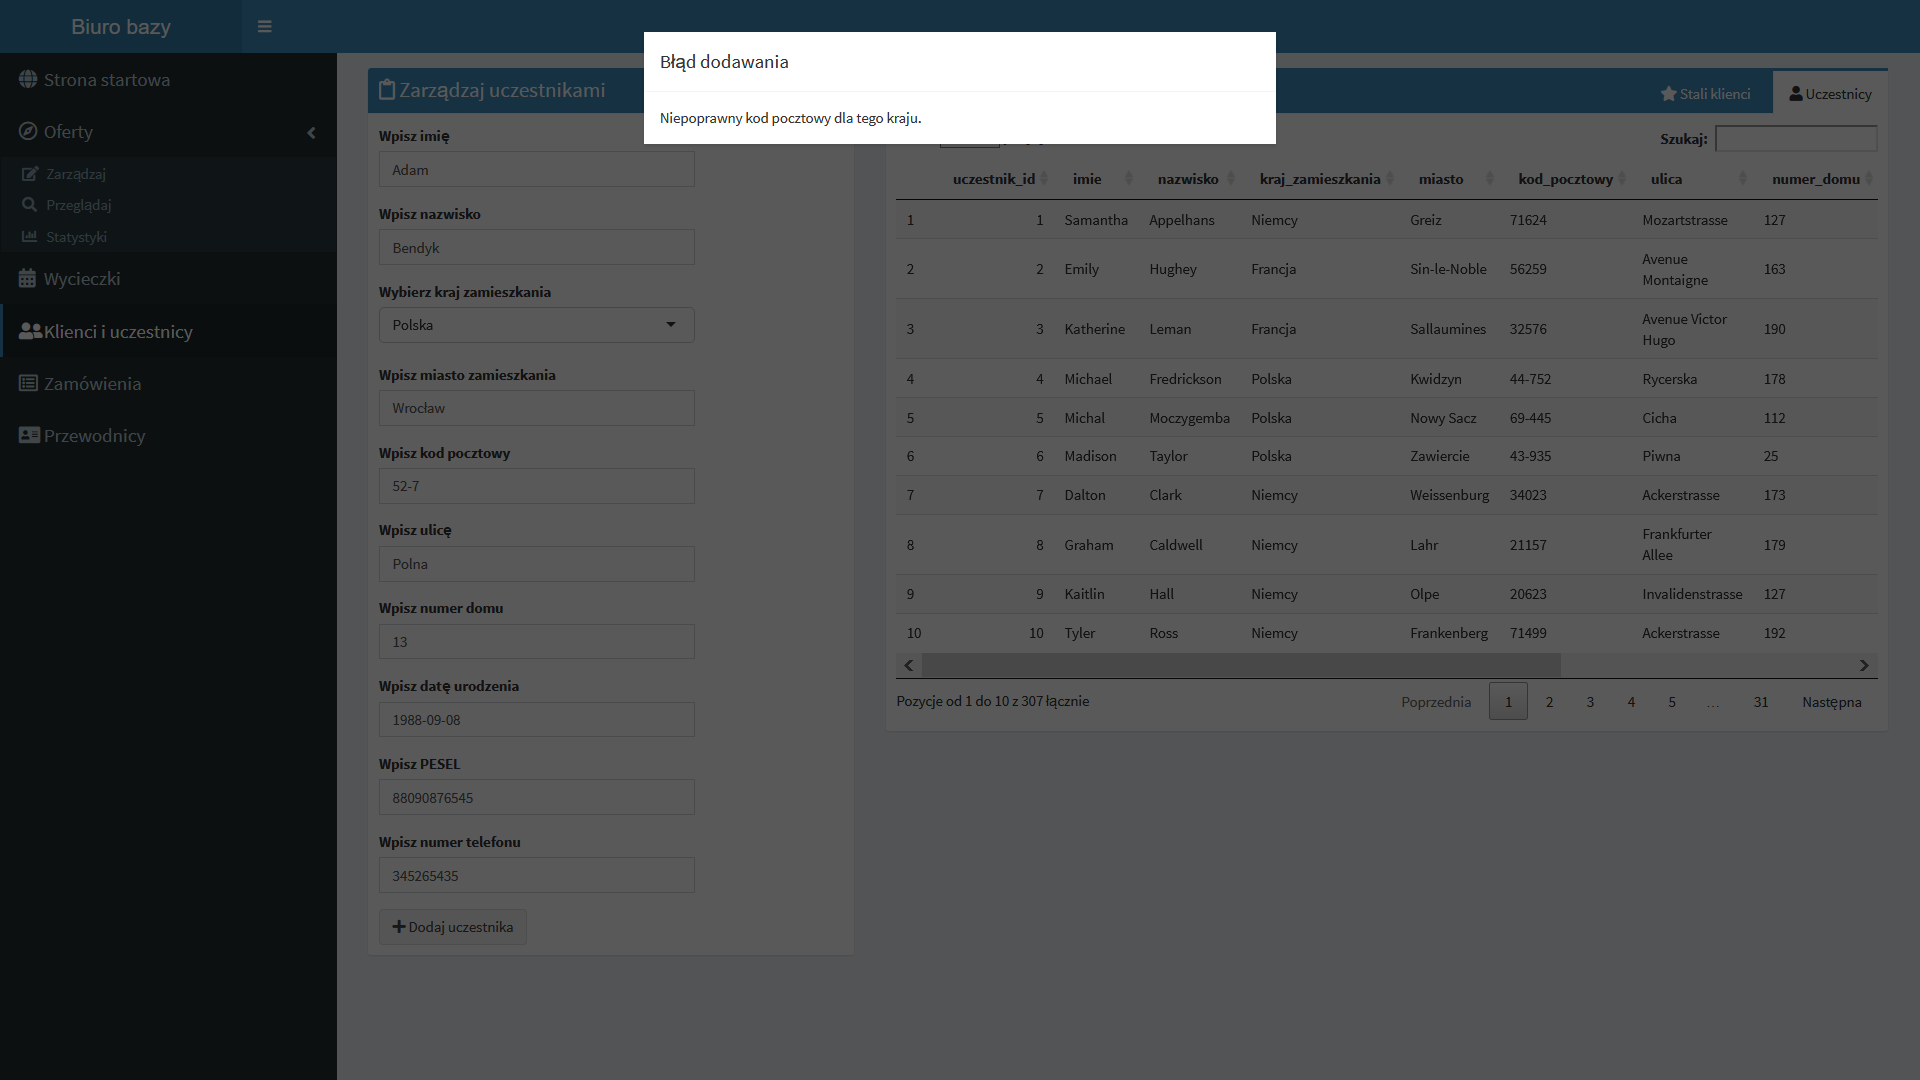 Biuro bazy
Strona startowa
Oferty
Zarządzaj
Przeglądaj
Statystyki
Wycieczki
Klienci i uczestnicy
Zamówienia
Przewodnicy
Błąd dodawania
Niepoprawny kod pocztowy dla tego kraju.
Zarządzaj uczestnikami
Wpisz imię
Adam
Wpisz nazwisko
Bendyk
Wybierz kraj zamieszkania
Polska
Wpisz miasto zamieszkania
Wrocław
Wpisz kod pocztowy
52-7
Wpisz ulicę
Polna
Wpisz numer domu
13
Wpisz datę urodzenia
1988-09-08
Wpisz PESEL
88090876545
Wpisz numer telefonu
345265435
Dodaj uczestnika
Stali klienci Uczestnicy
Szukaj:
uczestnik_id imie nazwisko kraj_zamieszkania miasto kod_pocztowy ulica numer_domu
1 1 Samantha Appelhans Niemcy Greiz 71624 Mozartstrasse 127
2 2 Emily Hughey Francja Sin-le-Noble 56259 Avenue Montaigne 163
3 3 Katherine Leman Francja Sallaumines 32576 Avenue Victor Hugo 190
4 4 Michael Fredrickson Polska Kwidzyn 44-752 Rycerska 178
5 5 Michal Moczygemba Polska Nowy Sacz 69-445 Cicha 112
6 6 Madison Taylor Polska Zawiercie 43-935 Piwna 25
7 7 Dalton Clark Niemcy Weissenburg 34023 Ackerstrasse 173
8 8 Graham Caldwell Niemcy Lahr 21157 Frankfurter Allee 179
9 9 Kaitlin Hall Niemcy Olpe 20623 Invalidenstrasse 127
10 10 Tyler Ross Niemcy Frankenberg 71499 Ackerstrasse 192
Pozycje od 1 do 10 z 307 łącznie
Poprzednia 1 2 3 4 5 … 31 Następna